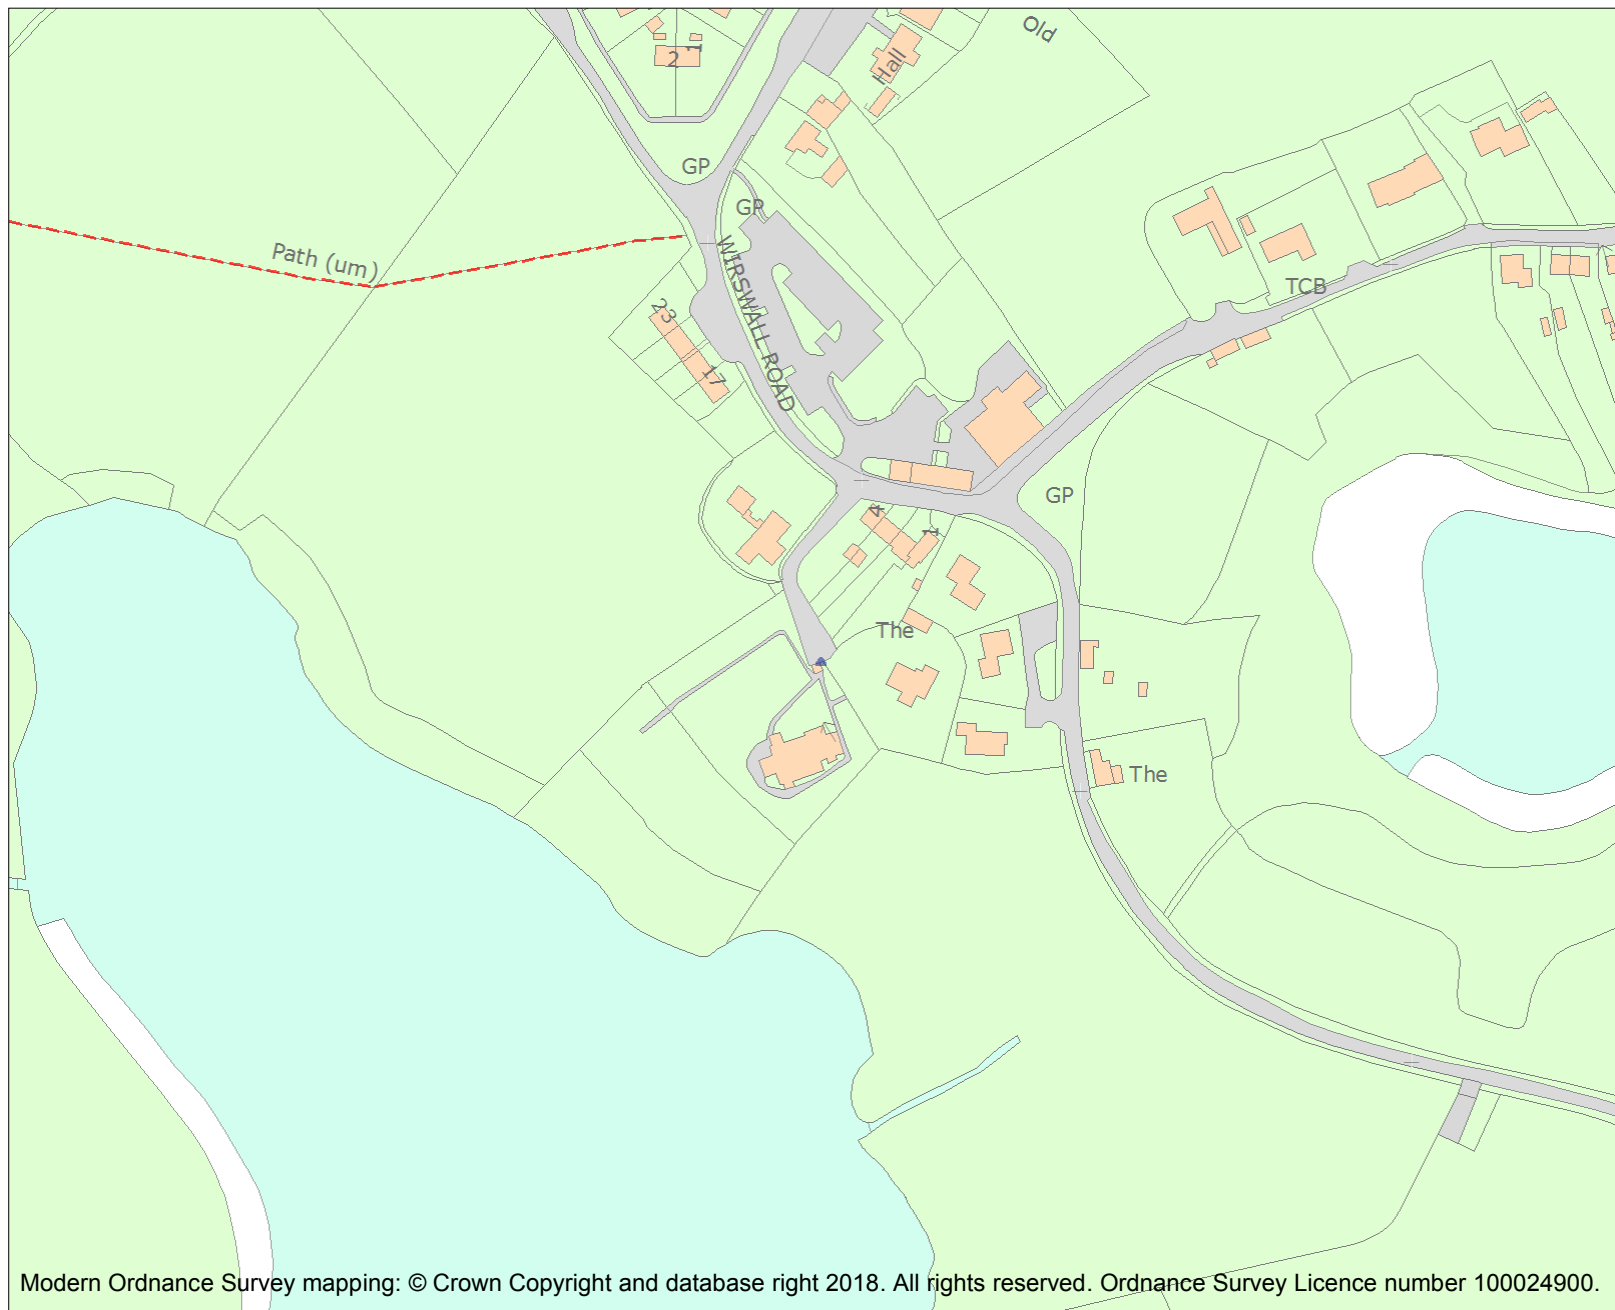 Old
1
2
Hall
GP
GP
Path (um)
WIRSWALL ROAD
TCB
23
17
GP
4
1
The
The
Modern Ordnance Survey mapping: © Crown Copyright and database right 2018. All rights reserved. Ordnance Survey Licence number 100024900.